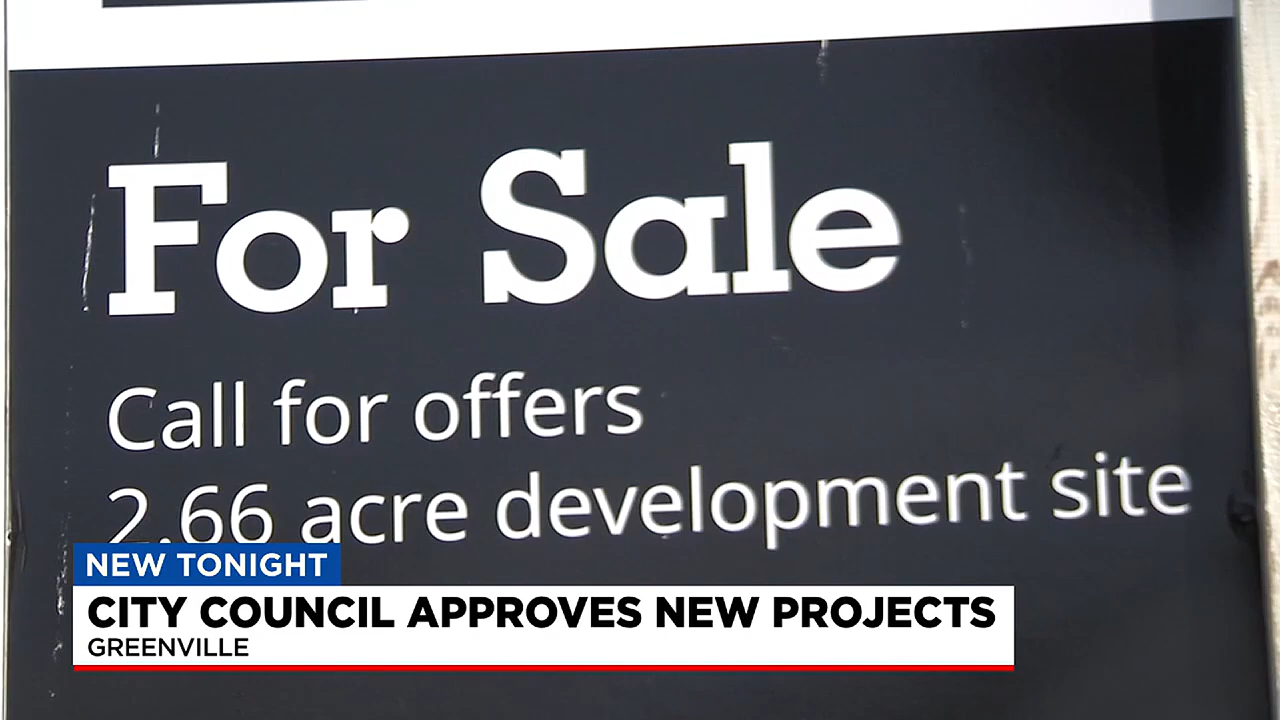 For Sale
Call for offers
2.66 acre development site
NEW TONIGHT
CITY COUNCIL APPROVES NEW PROJECTS
GREENVILLE